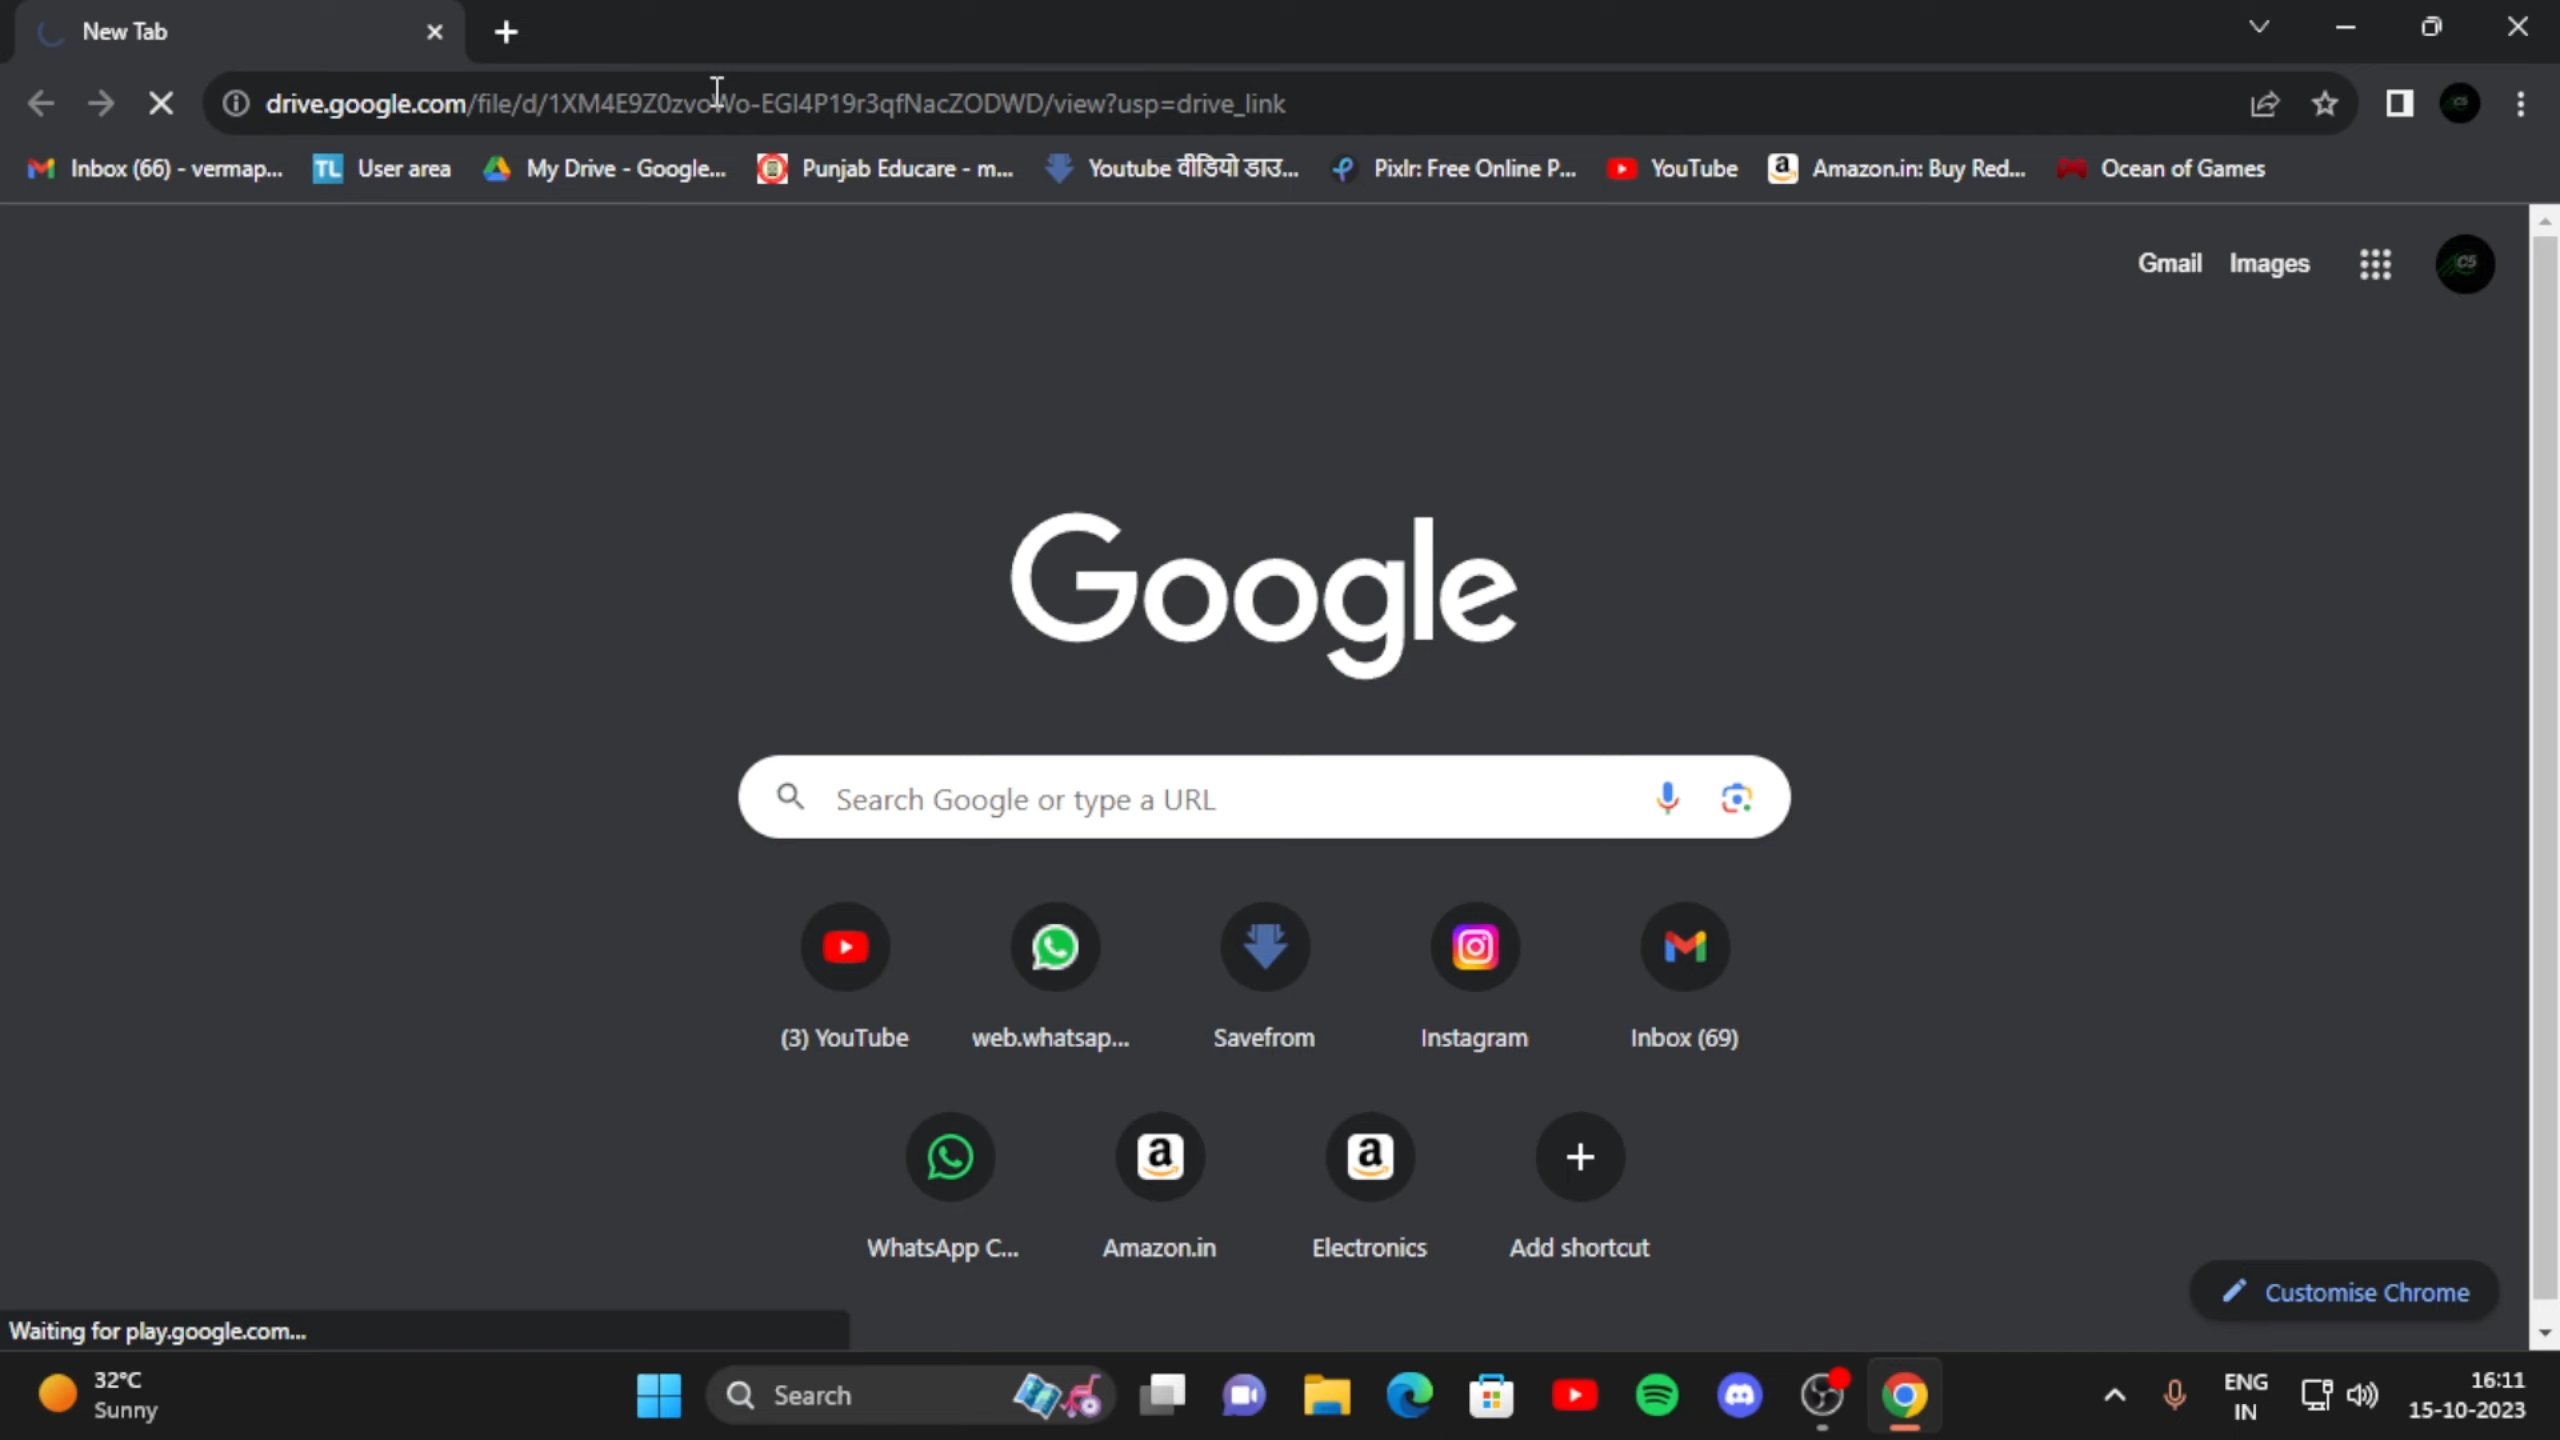 New Tab
drive.google.com/file/d/1XM4E9Z0zvoWo-EGI4P19r3qfNacZODWD/view?usp=drive_link
Inbox (66) - vermap... User area My Drive - Google... Punjab Educare - m... Youtube वीडियो डाउ... Pixlr: Free Online P... YouTube Amazon.in: Buy Red... Ocean of Games
Gmail Images
Google
Search Google or type a URL
(3) YouTube web.whatsap... Savefrom Instagram Inbox (69)
WhatsApp C... Amazon.in Electronics Add shortcut
Customise Chrome
Waiting for play.google.com...
32°C
Sunny
Search
ENG
IN
16:11
15-10-2023